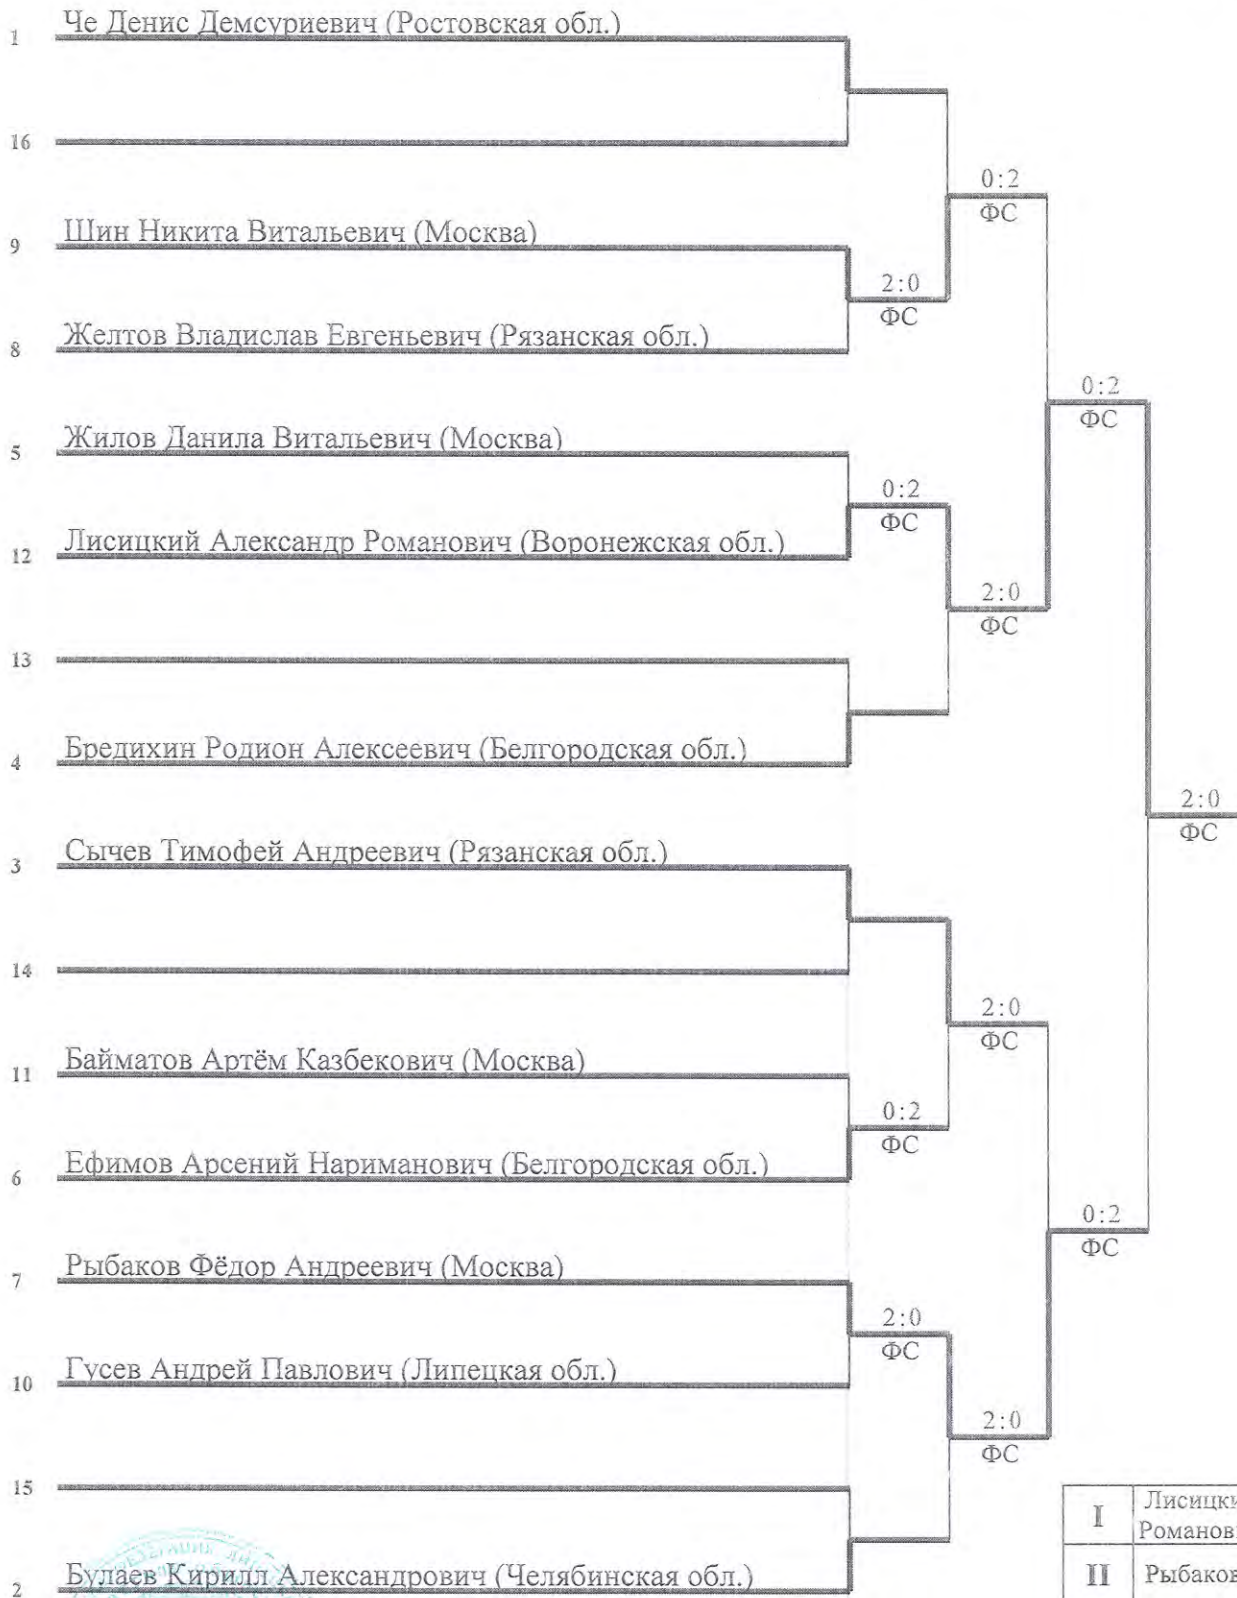 1 Че Денис Демсуриевич (Ростовская обл.)
16
0:2
ФС
9 Шин Никита Витальевич (Москва)
2:0
ФС
8 Желтов Владислав Евгеньевич (Рязанская обл.)
0:2
ФС
5 Жилов Данила Витальевич (Москва)
0:2
ФС
12 Лисицкий Александр Романович (Воронежская обл.)
2:0
ФС
13
4 Бредихин Родион Алексеевич (Белгородская обл.)
2:0
ФС
3 Сычев Тимофей Андреевич (Рязанская обл.)
14
2:0
ФС
11 Байматов Артём Казбекович (Москва)
0:2
ФС
6 Ефимов Арсений Нариманович (Белгородская обл.)
0:2
ФС
7 Рыбаков Фёдор Андреевич (Москва)
2:0
ФС
10 Гусев Андрей Павлович (Липецкая обл.)
2:0
ФС
15
I Лисицки
Романов
2 Булаев Кирилл Александрович (Челябинская обл.)
II Рыбаков